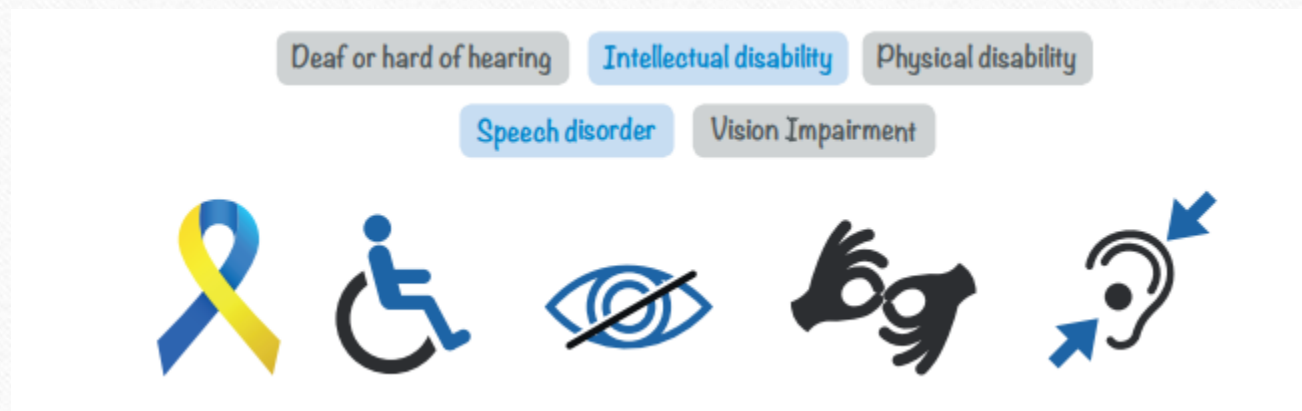 Deaf or hard of hearing Intellectual disability Physical disability
Speech disorder Vision Impairment